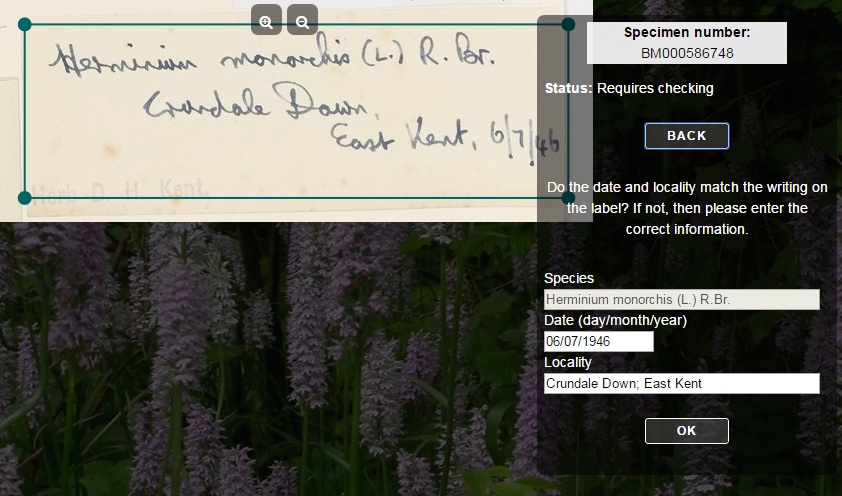 Herminium monorchis (L.) R. Br.
Crundale Down,
East Kent, 6/7/46
Herb. D. H. Kent.
Specimen number:
BM000586748
Status: Requires checking
BACK
Do the date and locality match the writing on
the label? If not, then please enter the
correct information.
Species
Herminium monorchis (L.) R.Br.
Date (day/month/year)
06/07/1946
Locality
Crundale Down; East Kent
OK